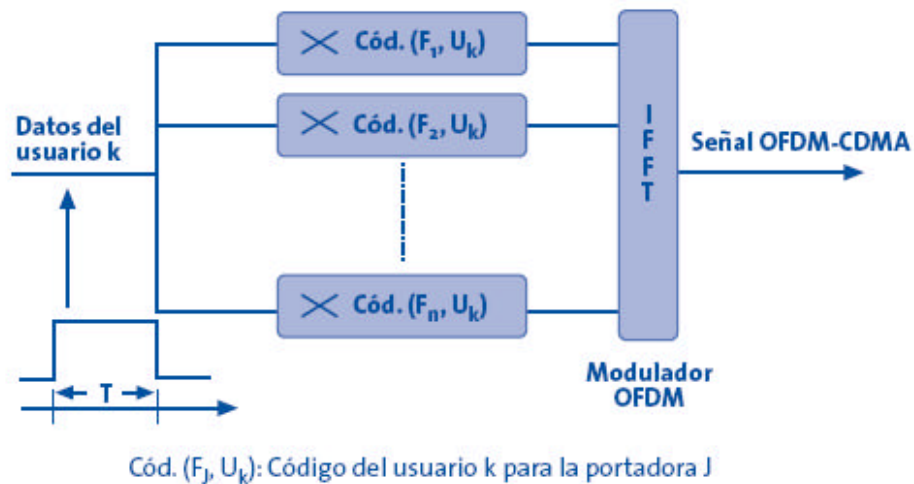 Cód. (F₁, Uₖ)
Datos del
usuario k
Cód. (F₂, Uₖ)
I
F
F
T
Señal OFDM-CDMA
Cód. (Fₙ, Uₖ)
T
Modulador
OFDM
Cód. (F_J, Uₖ): Código del usuario k para la portadora J